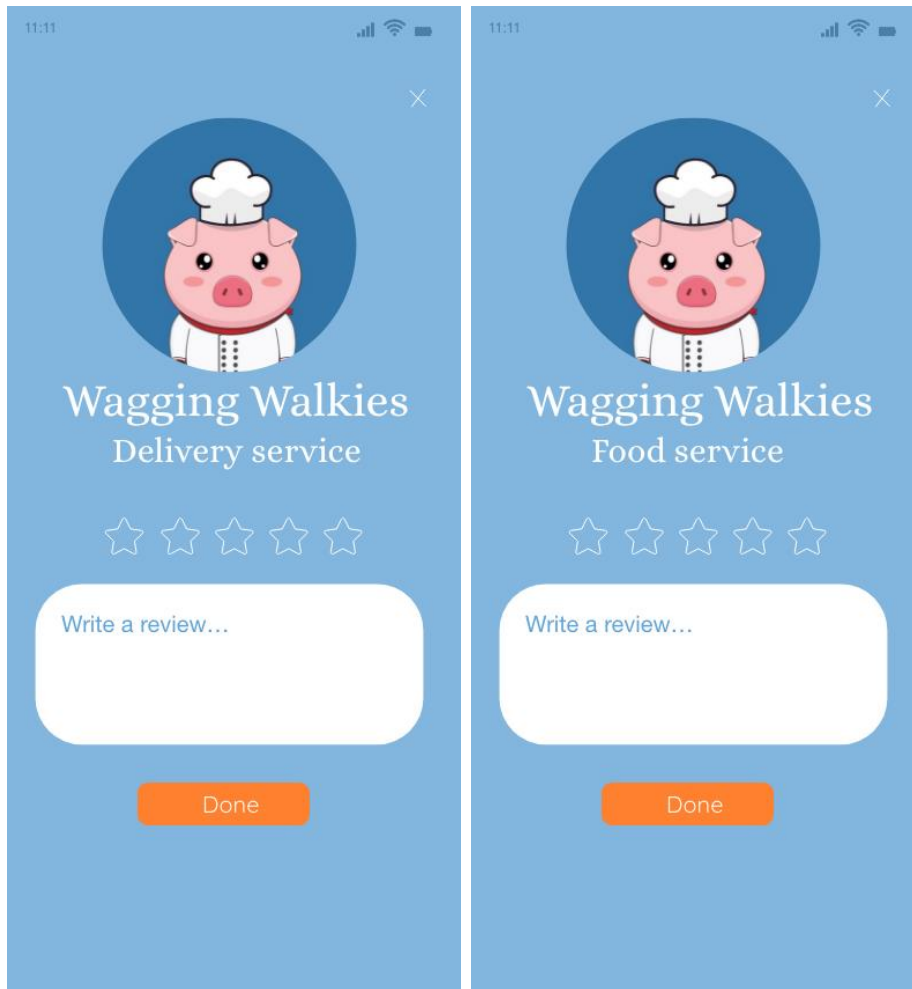 11:11
Wagging Walkies
Delivery service
Write a review...
Done
11:11
Wagging Walkies
Food service
Write a review...
Done